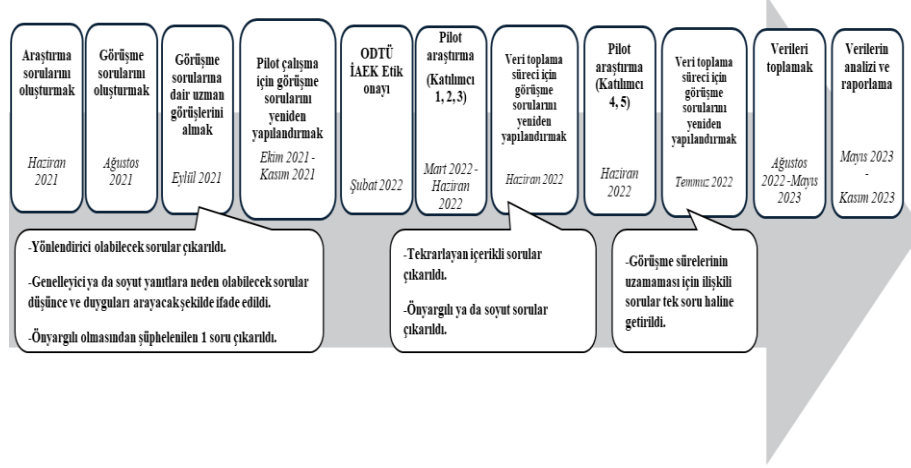 Araştırma
sorularını
oluşturmak
Haziran
2021
Görüşme
sorularını
oluşturmak
Ağustos
2021
Görüşme
sorularına
dair uzman
görüşlerini
almak
Eylül 2021
Pilot çalışma
için görüşme
sorularını
yeniden
yapılandırmak
Ekim 2021 -
Kasım 2021
ODTÜ
İAEK Etik
onayı
Şubat 2022
Pilot
araştırma
(Katılımcı
1, 2, 3)
Mart 2022 -
Haziran
2022
Veri toplama
süreci için
görüşme
sorularını
yeniden
yapılandırmak
Haziran 2022
Pilot
araştırma
(Katılımcı
4, 5)
Haziran
2022
Veri toplama
süreci için
görüşme
sorularını
yeniden
yapılandırmak
Temmuz 2022
Verileri
toplamak
Ağustos
2022 -Mayıs
2023
Verilerin
analizi ve
raporlama
Mayıs 2023
-
Kasım 2023
-Yönlendirici olabilecek sorular çıkarıldı.
-Genelleyici ya da soyut yanıtlara neden olabilecek sorular
düşünce ve duyguları arayacak şekilde ifade edildi.
-Önyargılı olmasından şüphelenilen 1 soru çıkarıldı.
-Tekrarlayan içerikli sorular
çıkarıldı.
-Önyargılı ya da soyut sorular
çıkarıldı.
-Görüşme sürelerinin
uzamaması için ilişkili
sorular tek soru haline
getirildi.